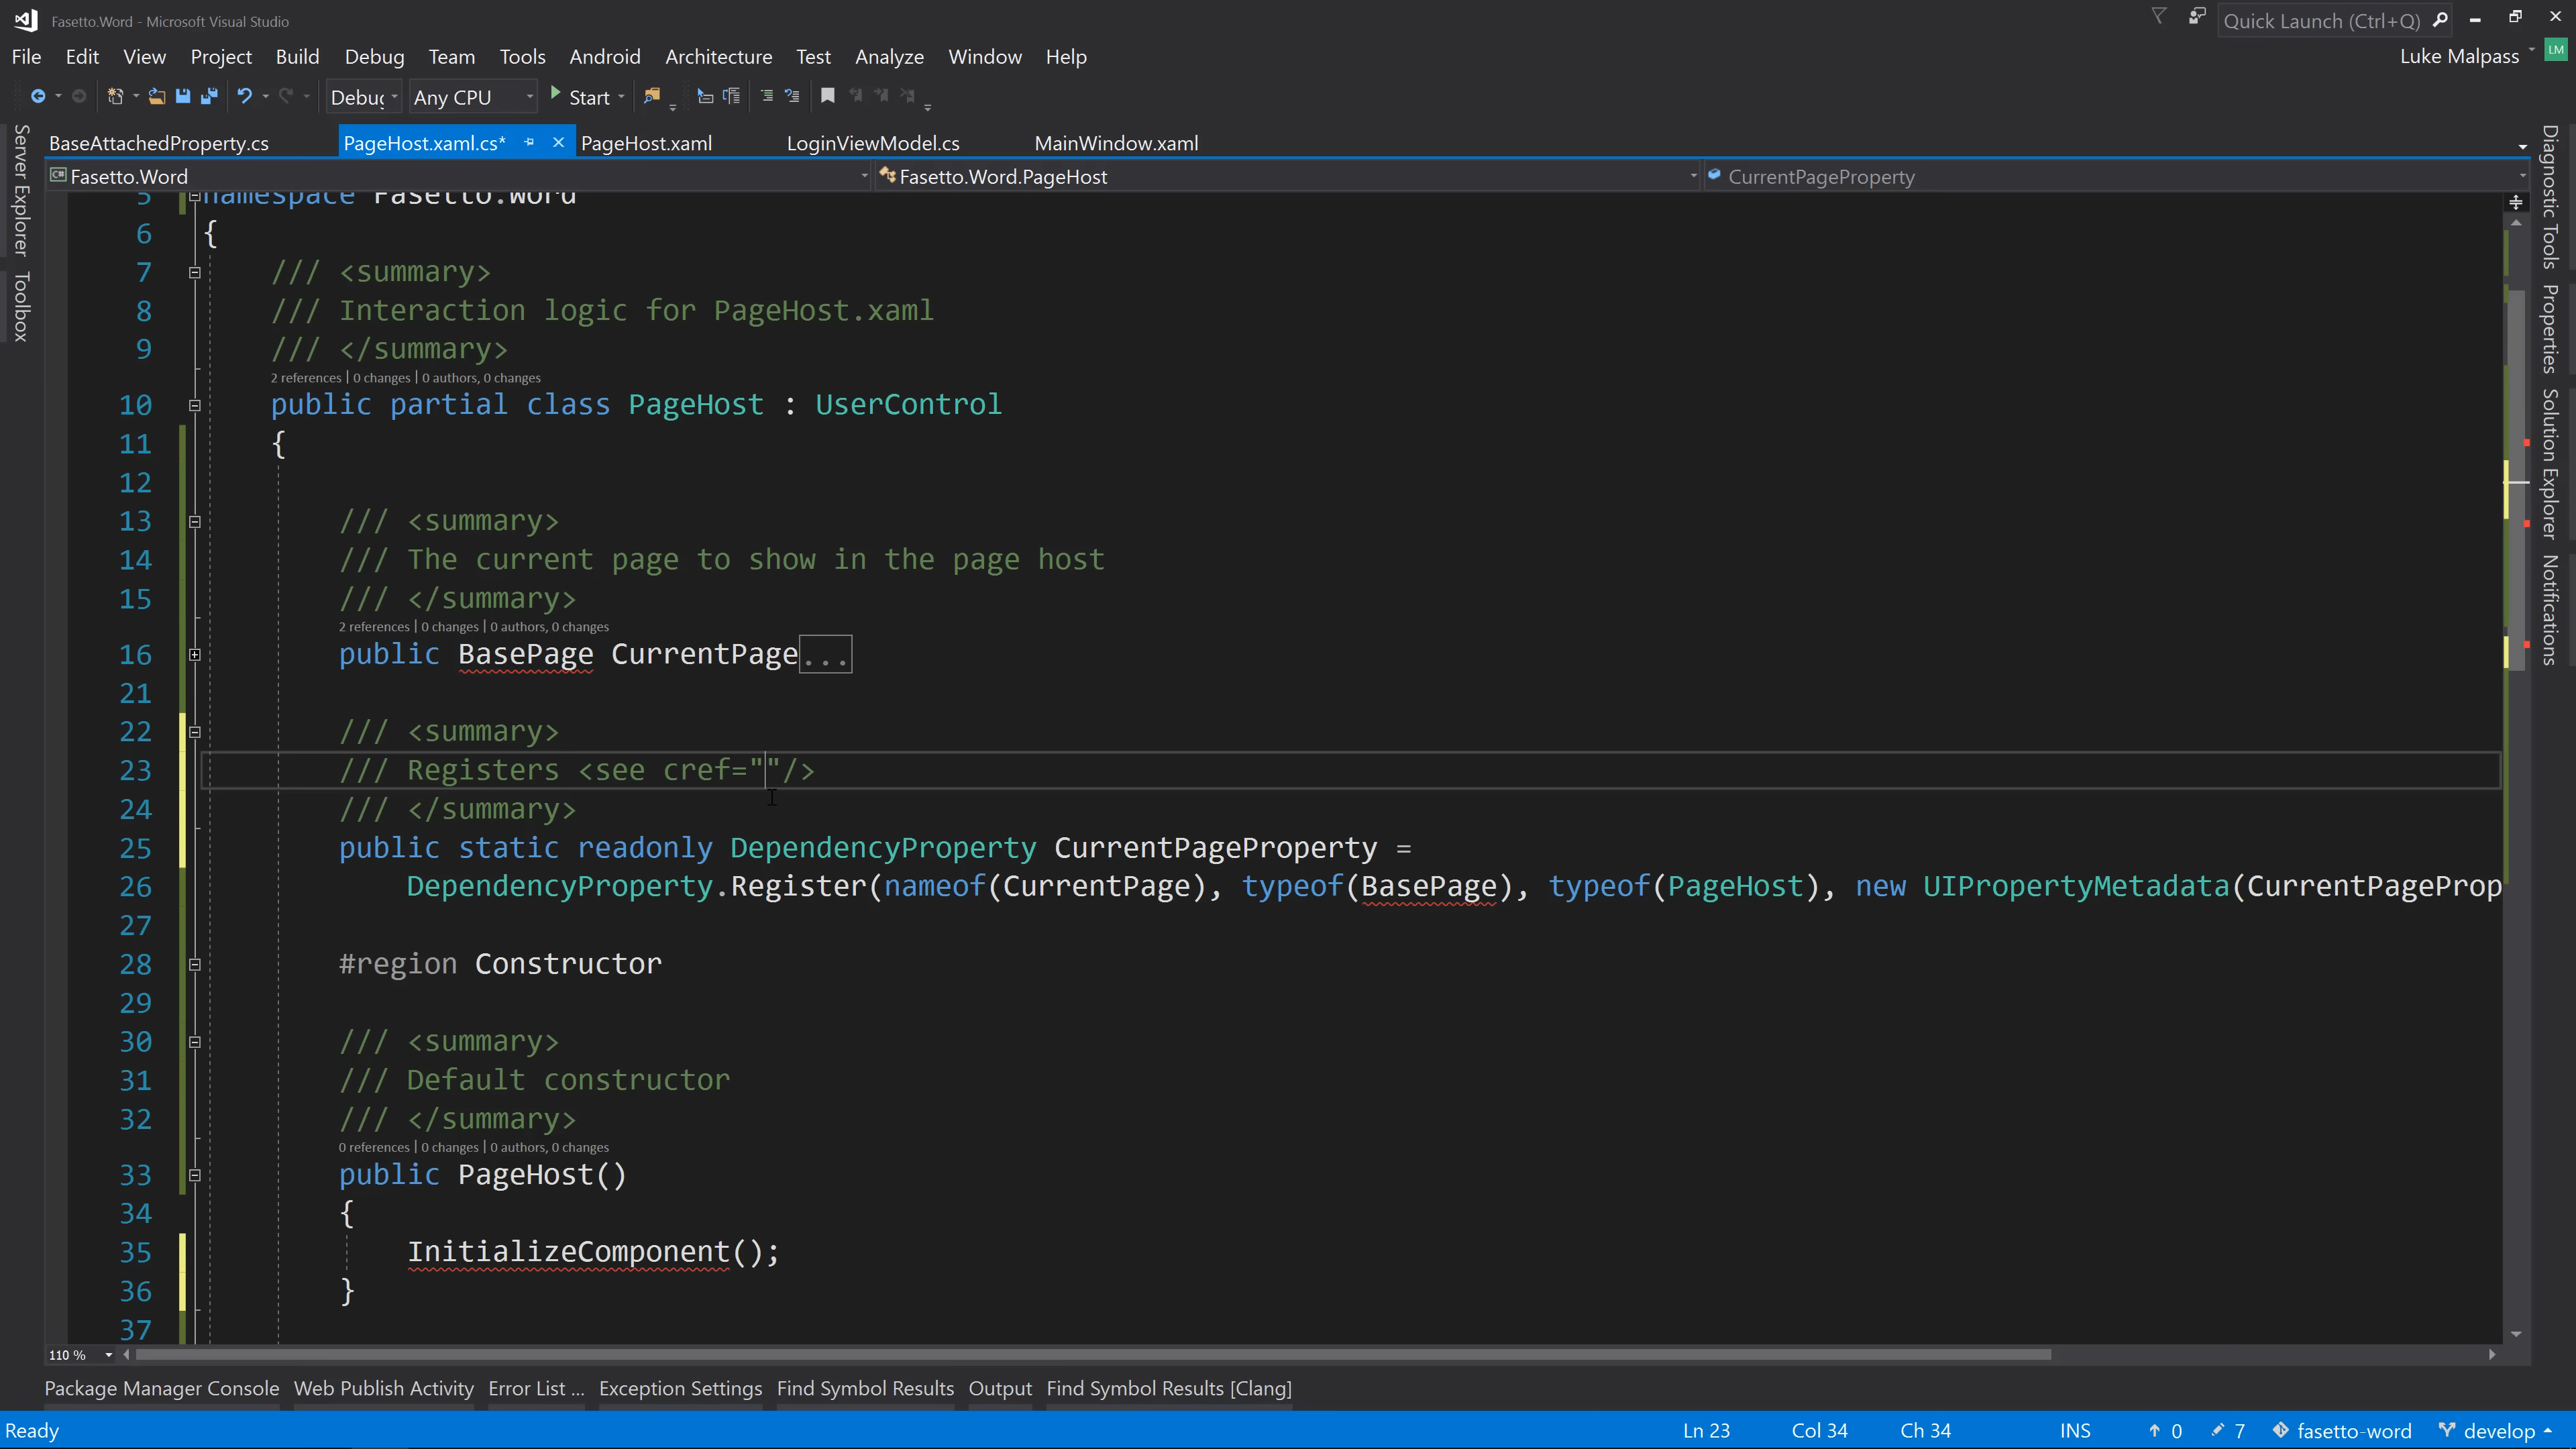 Fasetto.Word - Microsoft Visual Studio
Quick Launch (Ctrl+Q)
File Edit View Project Build Debug Team Tools Android Architecture Test Analyze Window Help
Luke Malpass LM
Debug Any CPU Start
BaseAttachedProperty.cs PageHost.xaml.cs* PageHost.xaml LoginViewModel.cs MainWindow.xaml
Fasetto.Word Fasetto.Word.PageHost CurrentPageProperty
Server Explorer
Toolbox
5 namespace Fasetto.Word
6 {
7 /// <summary>
8 /// Interaction logic for PageHost.xaml
9 /// </summary>
2 references | 0 changes | 0 authors, 0 changes
10 public partial class PageHost : UserControl
11 {
12
13 /// <summary>
14 /// The current page to show in the page host
15 /// </summary>
2 references | 0 changes | 0 authors, 0 changes
16 public BasePage CurrentPage...
21
22 /// <summary>
23 /// Registers <see cref=""/>
24 /// </summary>
25 public static readonly DependencyProperty CurrentPageProperty =
26 DependencyProperty.Register(nameof(CurrentPage), typeof(BasePage), typeof(PageHost), new UIPropertyMetadata(CurrentPageProp
27
28 #region Constructor
29
30 /// <summary>
31 /// Default constructor
32 /// </summary>
0 references | 0 changes | 0 authors, 0 changes
33 public PageHost()
34 {
35 InitializeComponent();
36 }
37
Diagnostic Tools
Properties
Solution Explorer
Notifications
110 %
Package Manager Console Web Publish Activity Error List ... Exception Settings Find Symbol Results Output Find Symbol Results [Clang]
Ready Ln 23 Col 34 Ch 34 INS 0 7 fasetto-word develop